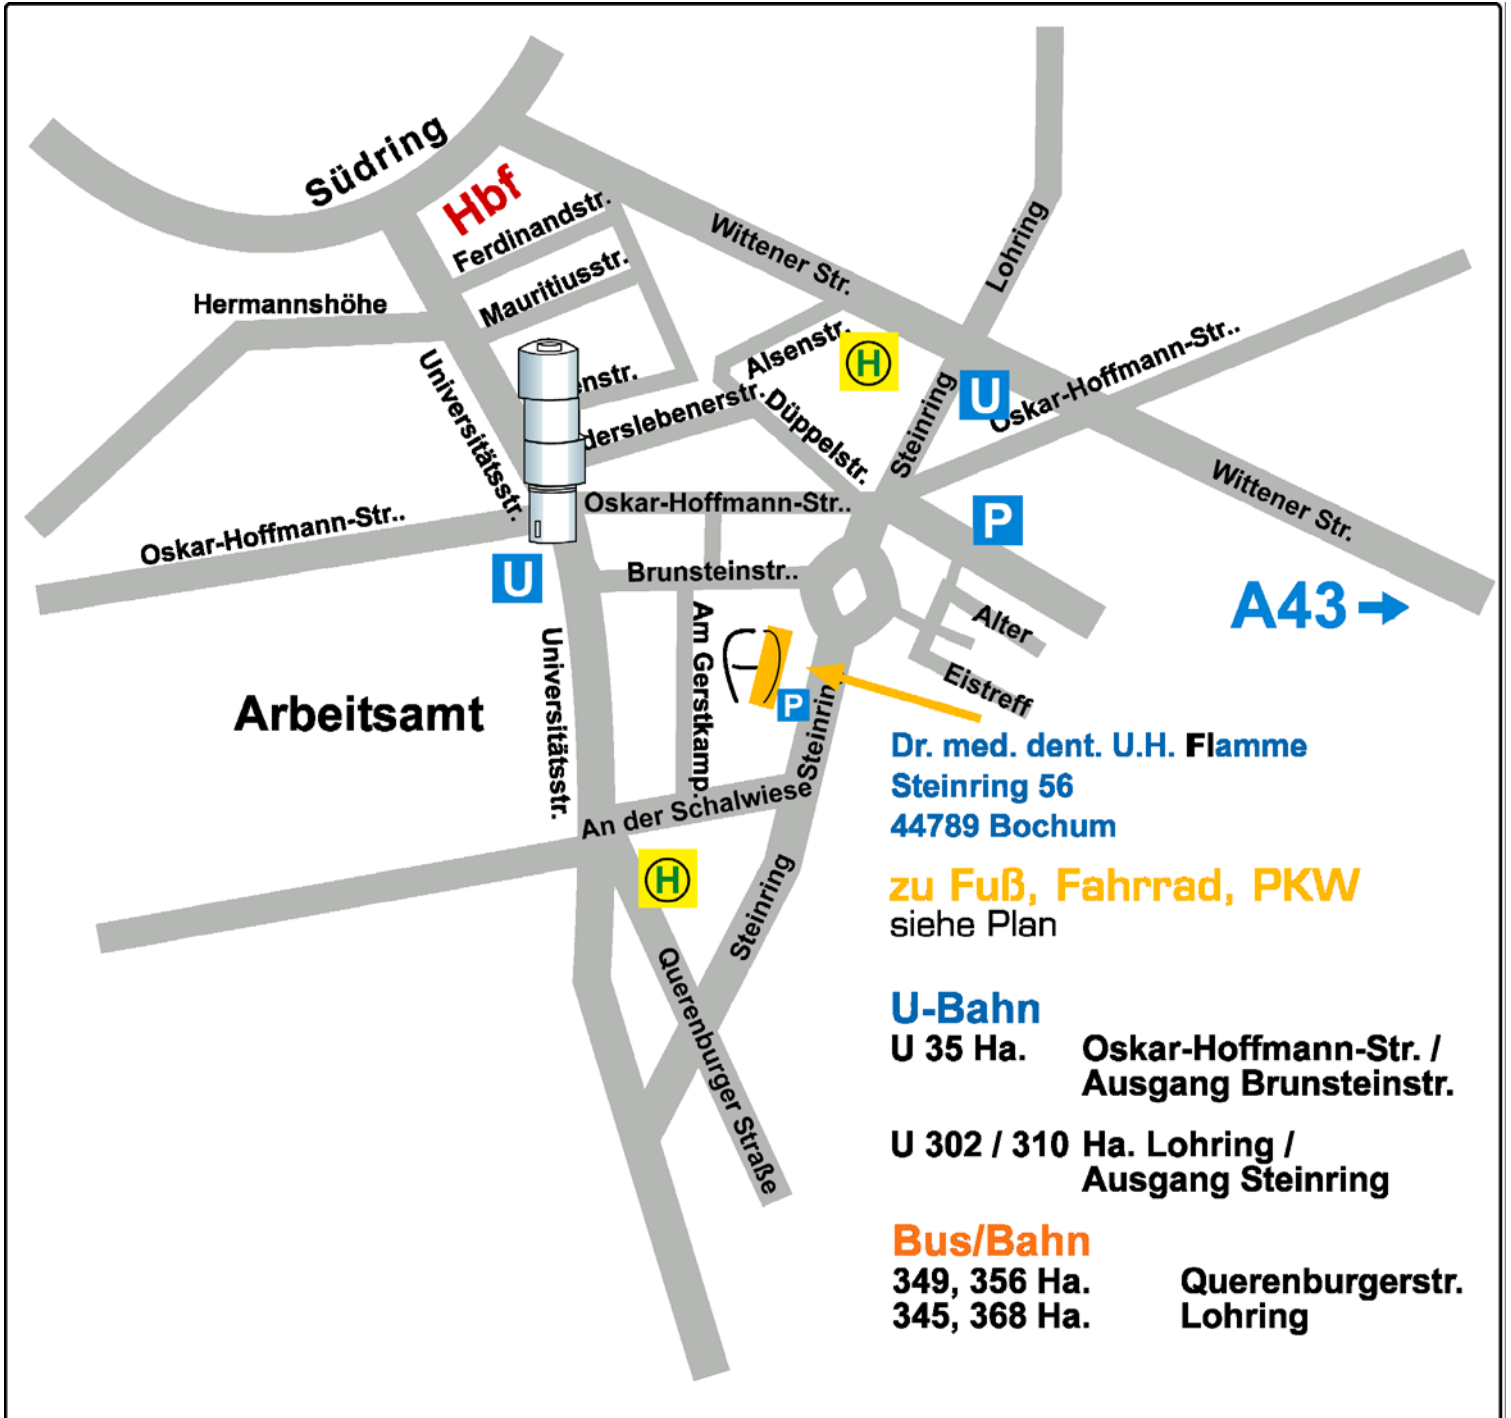 Südring
Hbf
Ferdinandstr.
Mauritiusstr.
Hermannshöhe
Wittener Str.
Lohring
Alsenstr.
H
Oskar-Hoffmann-Str..
U
Steinring
enstr.
derslebenerstr.
Düppelstr.
Universitätsstr.
Oskar-Hoffmann-Str..
Oskar-Hoffmann-Str..
P
Wittener Str.
U
Brunsteinstr..
A43
Alter
Eistreff
Am Gerstkamp.
P
Steinrin
Universitätsstr.
Arbeitsamt
An der Schalwiese
H
Steinring
Querenburger Straße
Dr. med. dent. U.H. Flamme
Steinring 56
44789 Bochum
zu Fuß, Fahrrad, PKW
siehe Plan
U-Bahn
U 35 Ha. Oskar-Hoffmann-Str. /
Ausgang Brunsteinstr.
U 302 / 310 Ha. Lohring /
Ausgang Steinring
Bus/Bahn
349, 356 Ha. Querenburgerstr.
345, 368 Ha. Lohring